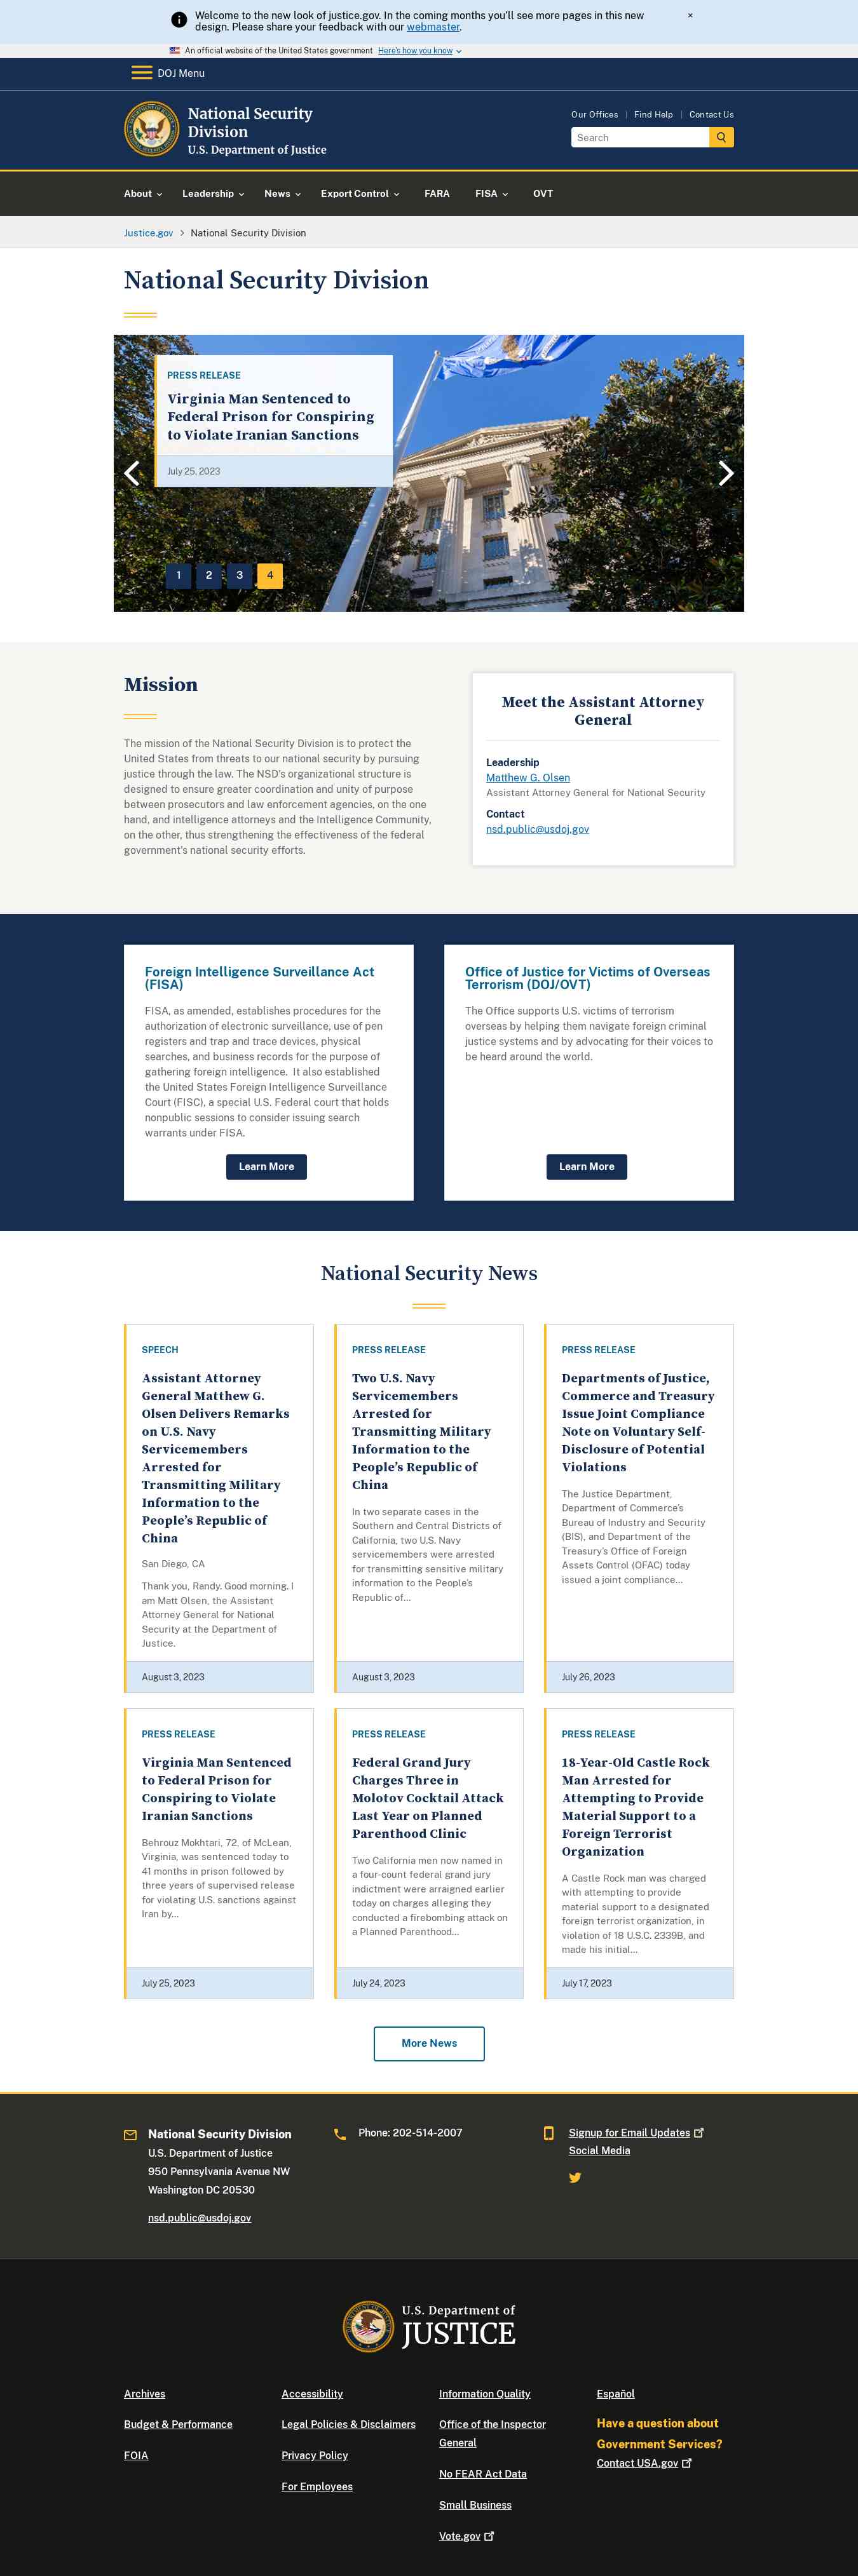 Welcome to the new look of justice.gov. In the coming months you'll see more pages in this new
design. Please share your feedback with our webmaster.
×
An official website of the United States government Here's how you know
DOJ Menu
National Security
Division
U.S. Department of Justice
Our Offices | Find Help | Contact Us
Search
About
Leadership
News
Export Control
FARA
FISA
OVT
Justice.gov > National Security Division
National Security Division
PRESS RELEASE
Virginia Man Sentenced to
Federal Prison for Conspiring
to Violate Iranian Sanctions
July 25, 2023
1
2
3
4
Mission
The mission of the National Security Division is to protect the
United States from threats to our national security by pursuing
justice through the law. The NSD's organizational structure is
designed to ensure greater coordination and unity of purpose
between prosecutors and law enforcement agencies, on the one
hand, and intelligence attorneys and the Intelligence Community,
on the other, thus strengthening the effectiveness of the federal
government's national security efforts.
Meet the Assistant Attorney
General
Leadership
Matthew G. Olsen
Assistant Attorney General for National Security
Contact
nsd.public@usdoj.gov
Foreign Intelligence Surveillance Act
(FISA)
FISA, as amended, establishes procedures for the
authorization of electronic surveillance, use of pen
registers and trap and trace devices, physical
searches, and business records for the purpose of
gathering foreign intelligence. It also established
the United States Foreign Intelligence Surveillance
Court (FISC), a special U.S. Federal court that holds
nonpublic sessions to consider issuing search
warrants under FISA.
Learn More
Office of Justice for Victims of Overseas
Terrorism (DOJ/OVT)
The Office supports U.S. victims of terrorism
overseas by helping them navigate foreign criminal
justice systems and by advocating for their voices to
be heard around the world.
Learn More
National Security News
SPEECH
Assistant Attorney
General Matthew G.
Olsen Delivers Remarks
on U.S. Navy
Servicemembers
Arrested for
Transmitting Military
Information to the
People's Republic of
China
San Diego, CA
Thank you, Randy. Good morning. I
am Matt Olsen, the Assistant
Attorney General for National
Security at the Department of
Justice.
August 3, 2023
PRESS RELEASE
Two U.S. Navy
Servicemembers
Arrested for
Transmitting Military
Information to the
People's Republic of
China
In two separate cases in the
Southern and Central Districts of
California, two U.S. Navy
servicemembers were arrested
for transmitting sensitive military
information to the People's
Republic of...
August 3, 2023
PRESS RELEASE
Departments of Justice,
Commerce and Treasury
Issue Joint Compliance
Note on Voluntary Self-
Disclosure of Potential
Violations
The Justice Department,
Department of Commerce's
Bureau of Industry and Security
(BIS), and Department of the
Treasury's Office of Foreign
Assets Control (OFAC) today
issued a joint compliance...
July 26, 2023
PRESS RELEASE
Virginia Man Sentenced
to Federal Prison for
Conspiring to Violate
Iranian Sanctions
Behrouz Mokhtari, 72, of McLean,
Virginia, was sentenced today to
41 months in prison followed by
three years of supervised release
for violating U.S. sanctions against
Iran by...
July 25, 2023
PRESS RELEASE
Federal Grand Jury
Charges Three in
Molotov Cocktail Attack
Last Year on Planned
Parenthood Clinic
Two California men now named in
a four-count federal grand jury
indictment were arraigned earlier
today on charges alleging they
conducted a firebombing attack on
a Planned Parenthood...
July 24, 2023
PRESS RELEASE
18-Year-Old Castle Rock
Man Arrested for
Attempting to Provide
Material Support to a
Foreign Terrorist
Organization
A Castle Rock man was charged
with attempting to provide
material support to a designated
foreign terrorist organization, in
violation of 18 U.S.C. 2339B, and
made his initial...
July 17, 2023
More News
National Security Division
U.S. Department of Justice
950 Pennsylvania Avenue NW
Washington DC 20530
nsd.public@usdoj.gov
Phone: 202-514-2007
Signup for Email Updates
Social Media
U.S. Department of
JUSTICE
Archives
Budget & Performance
FOIA
Accessibility
Legal Policies & Disclaimers
Privacy Policy
For Employees
Information Quality
Office of the Inspector
General
No FEAR Act Data
Small Business
Vote.gov
Español
Have a question about
Government Services?
Contact USA.gov